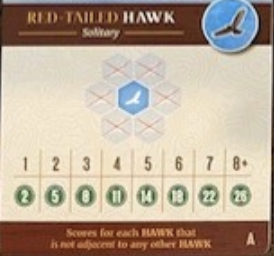 RED-TAILED HAWK
Solitary
1 2 3 4 5 6 7 8+
2 5 8 11 14 18 22 26
Scores for each HAWK that
is not adjacent to any other HAWK
A